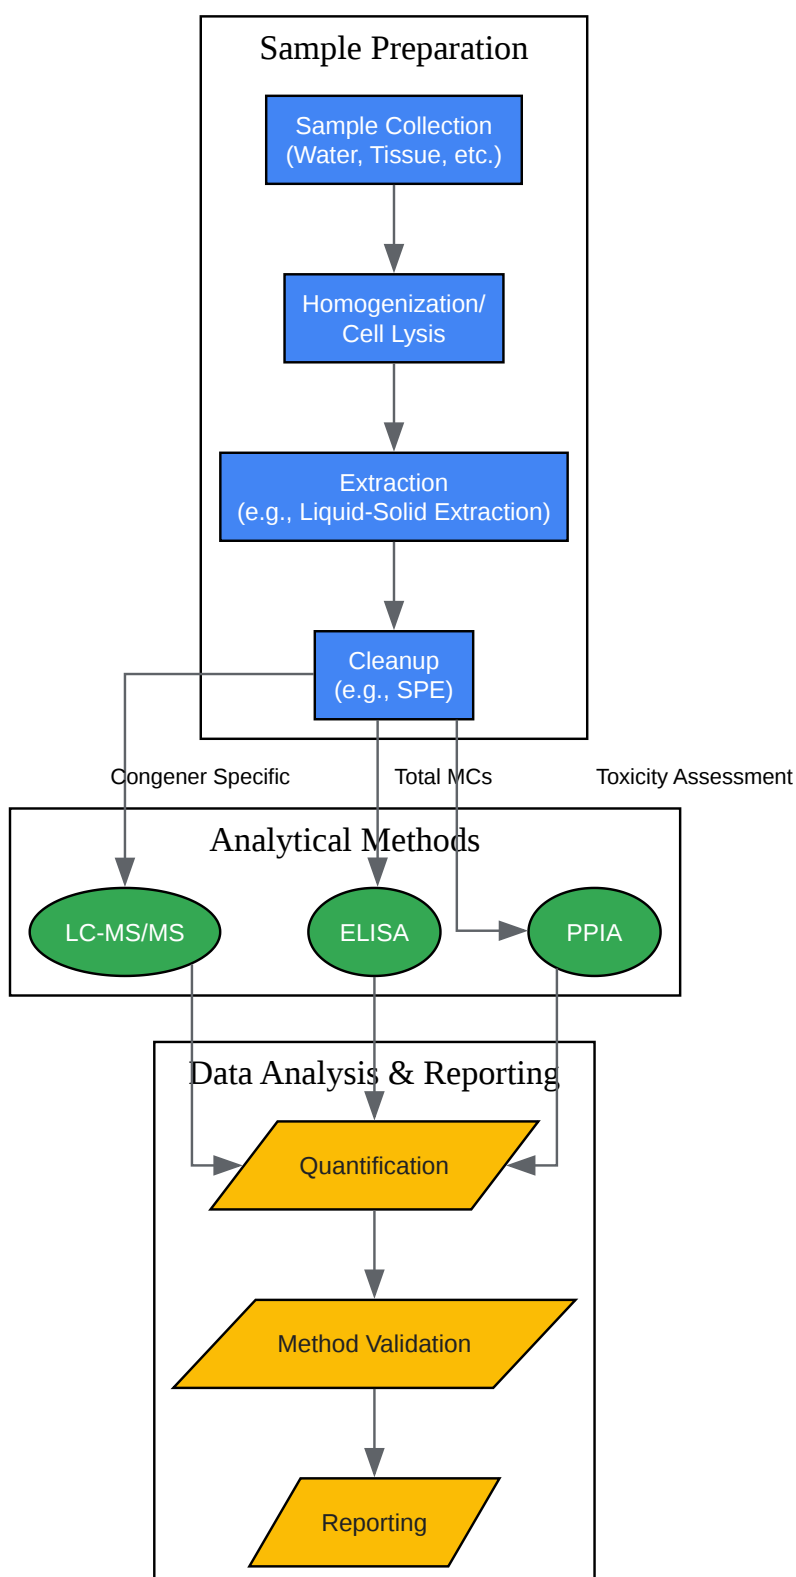 Sample Preparation
Sample Collection
(Water, Tissue, etc.)
Homogenization/
Cell Lysis
Extraction
(e.g., Liquid-Solid Extraction)
Cleanup
(e.g., SPE)
Congener Specific
Total MCs
Toxicity Assessment
Analytical Methods
LC-MS/MS
ELISA
PPIA
Data Analysis & Reporting
Quantification
Method Validation
Reporting